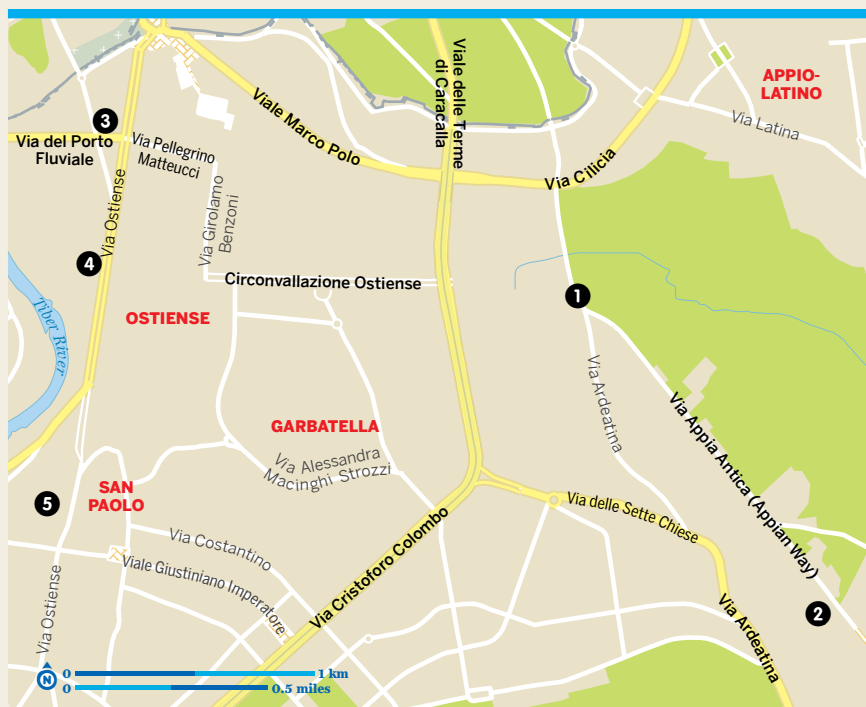 Viale delle Terme
di Caracalla
APPIO-
LATINO
Via Latina
3
Via del Porto
Fluviale
Via Pellegrino
Matteucci
Viale Marco Polo
Via Cilicia
Via Ostiense
Via Girolamo
Benzoni
4
Circonvallazione Ostiense
1
Tiber River
OSTIENSE
Via Ardeatina
Via Appia Antica (Appian Way)
GARBATELLA
Via Alessandra
Macinghi Strozzi
SAN
PAOLO
5
Via delle Sette Chiese
Via Costantino
Viale Giustiniano Imperatore
Via Cristoforo Colombo
Via Ostiense
2
Via Ardeatina
N
0 1 km
0 0.5 miles